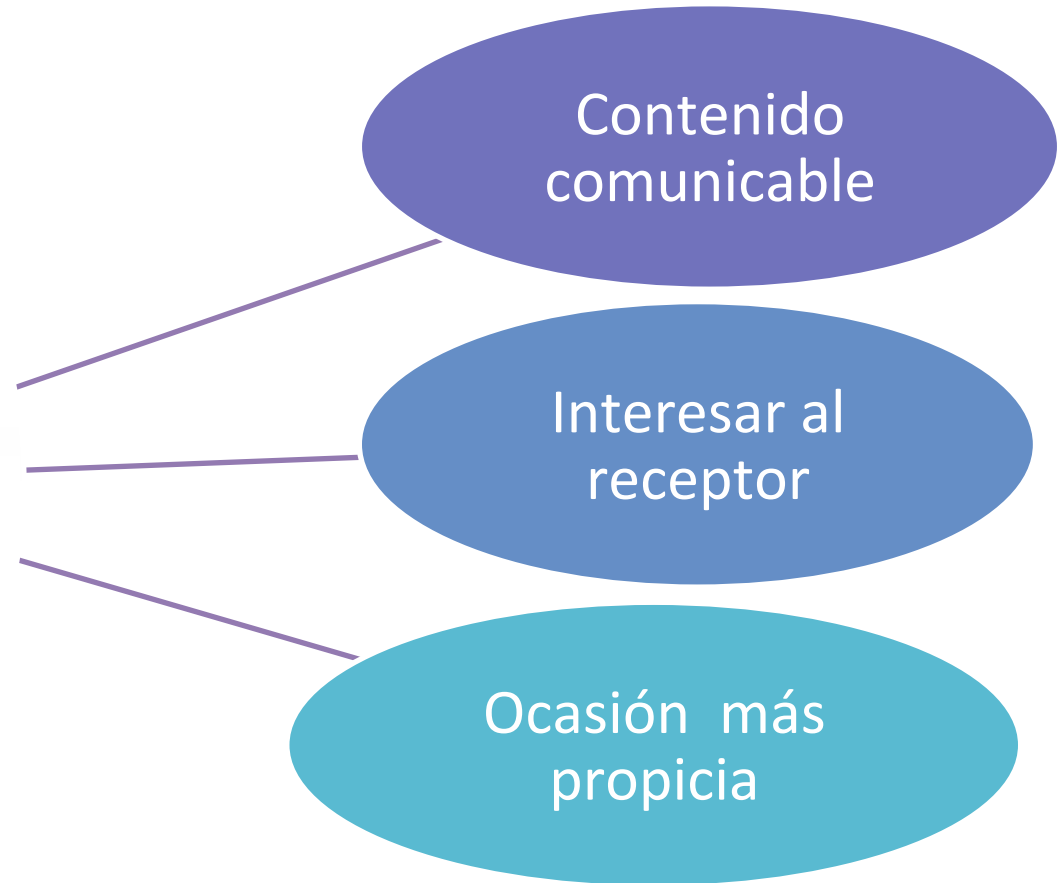 Contenido
comunicable
Interesar al
receptor
Ocasión  más
propicia